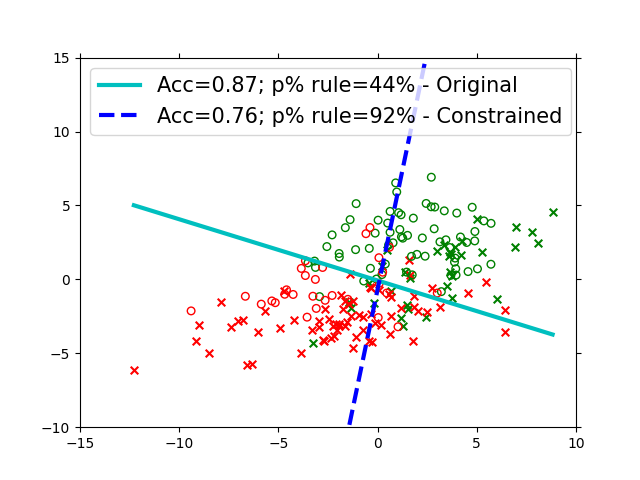 Acc=0.87; p% rule=44% - Original
Acc=0.76; p% rule=92% - Constrained
15
10
5
0
−5
−10
−15 −10 −5 0 5 10